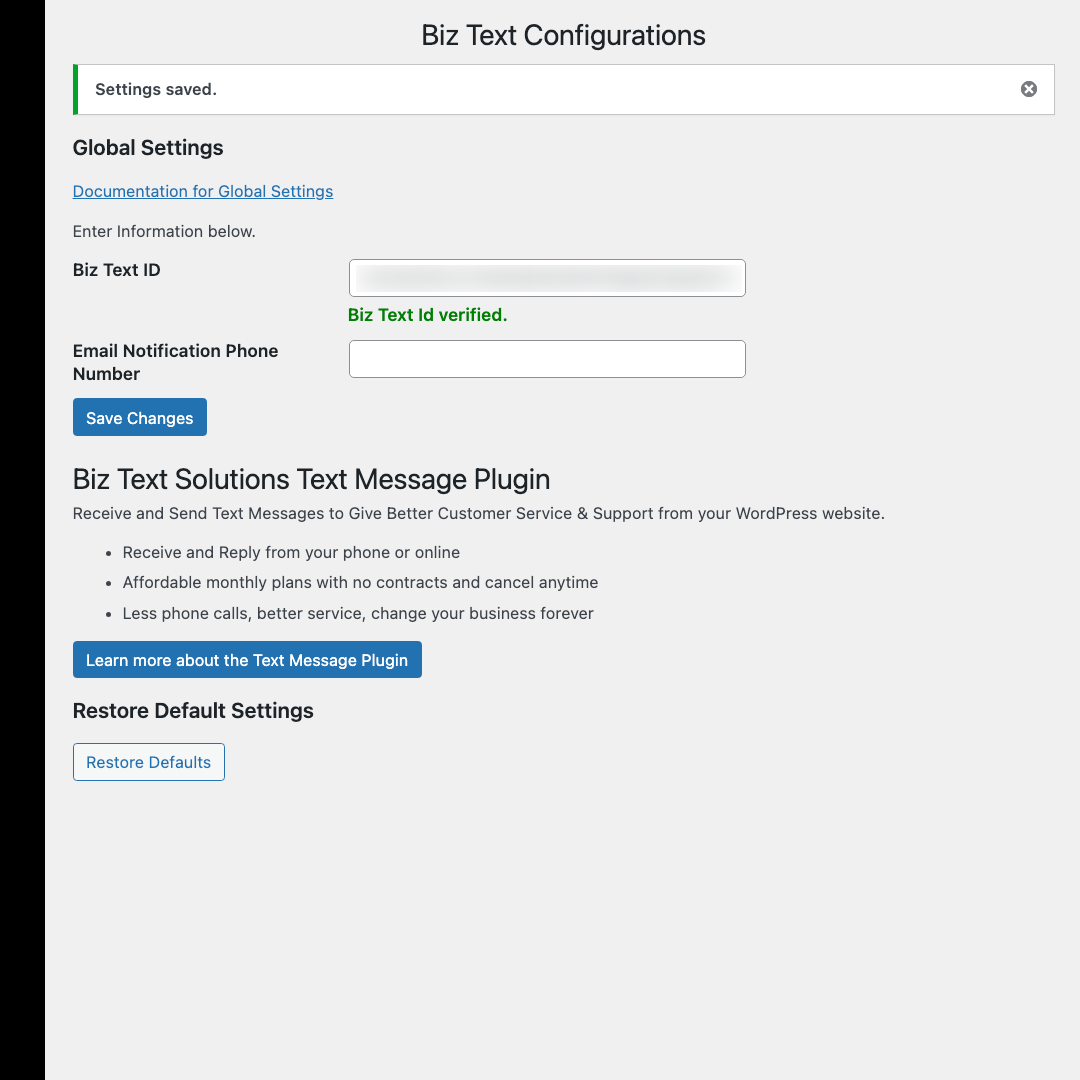 Biz Text Configurations
Settings saved.
Global Settings
Documentation for Global Settings
Enter Information below.
Biz Text ID
Biz Text Id verified.
Email Notification Phone
Number
Save Changes
Biz Text Solutions Text Message Plugin
Receive and Send Text Messages to Give Better Customer Service & Support from your WordPress website.
Receive and Reply from your phone or online
Affordable monthly plans with no contracts and cancel anytime
Less phone calls, better service, change your business forever
Learn more about the Text Message Plugin
Restore Default Settings
Restore Defaults